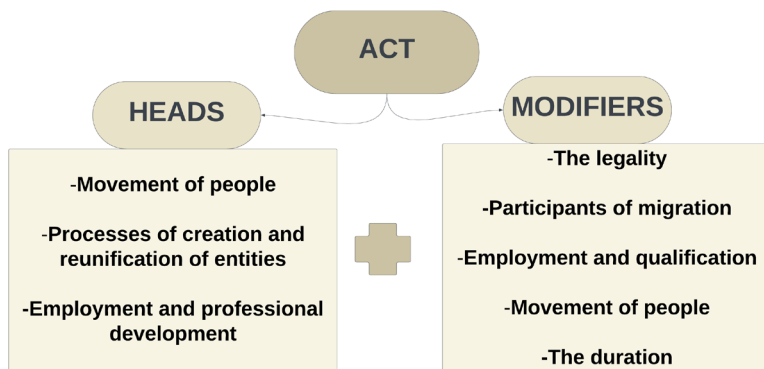 ACT
HEADS
-Movement of people
-Processes of creation and
reunification of entities
-Employment and professional
development
MODIFIERS
-The legality
-Participants of migration
-Employment and qualification
-Movement of people
-The duration